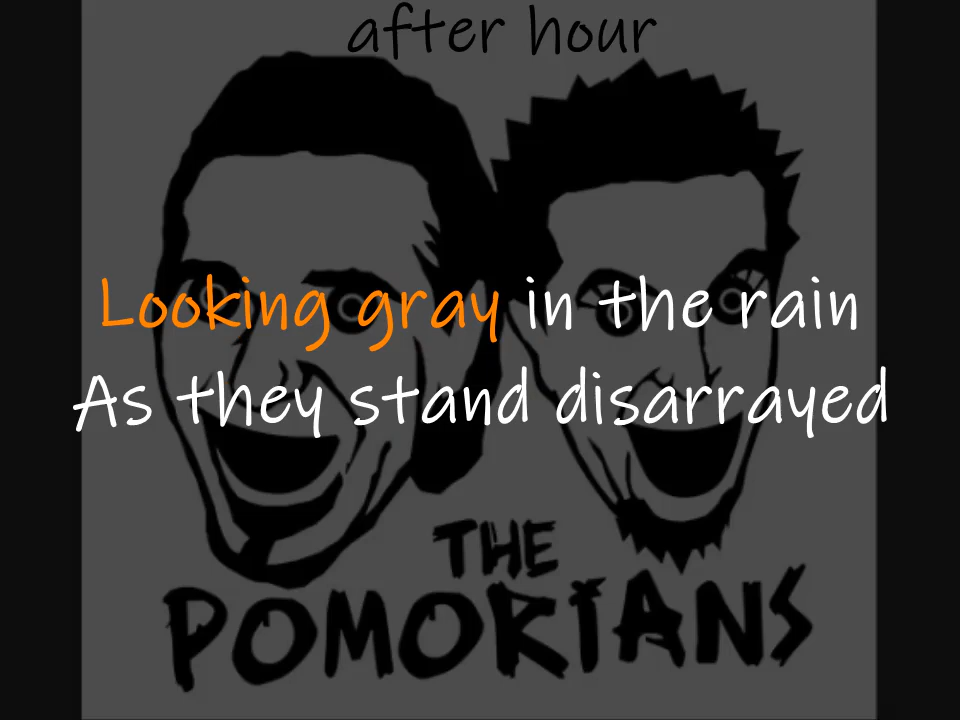 after hour
Looking gray in the rain
As they stand disarrayed
THE
POMORIANS